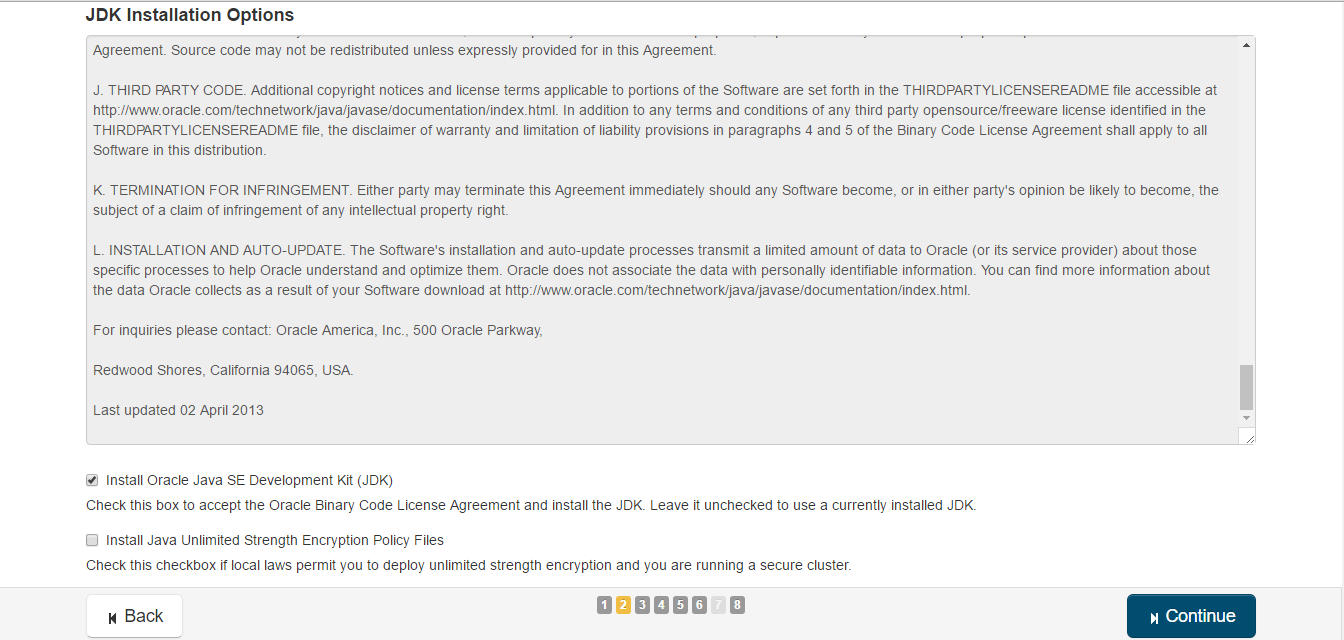 JDK Installation Options
Agreement. Source code may not be redistributed unless expressly provided for in this Agreement.
J. THIRD PARTY CODE. Additional copyright notices and license terms applicable to portions of the Software are set forth in the THIRDPARTYLICENSEREADME file accessible at
http://www.oracle.com/technetwork/java/javase/documentation/index.html. In addition to any terms and conditions of any third party opensource/freeware license identified in the
THIRDPARTYLICENSEREADME file, the disclaimer of warranty and limitation of liability provisions in paragraphs 4 and 5 of the Binary Code License Agreement shall apply to all
Software in this distribution.
K. TERMINATION FOR INFRINGEMENT. Either party may terminate this Agreement immediately should any Software become, or in either party's opinion be likely to become, the
subject of a claim of infringement of any intellectual property right.
L. INSTALLATION AND AUTO-UPDATE. The Software's installation and auto-update processes transmit a limited amount of data to Oracle (or its service provider) about those
specific processes to help Oracle understand and optimize them. Oracle does not associate the data with personally identifiable information. You can find more information about
the data Oracle collects as a result of your Software download at http://www.oracle.com/technetwork/java/javase/documentation/index.html.
For inquiries please contact: Oracle America, Inc., 500 Oracle Parkway,
Redwood Shores, California 94065, USA.
Last updated 02 April 2013
Install Oracle Java SE Development Kit (JDK)
Check this box to accept the Oracle Binary Code License Agreement and install the JDK. Leave it unchecked to use a currently installed JDK.
Install Java Unlimited Strength Encryption Policy Files
Check this checkbox if local laws permit you to deploy unlimited strength encryption and you are running a secure cluster.
Back
1 2 3 4 5 6 7 8
Continue